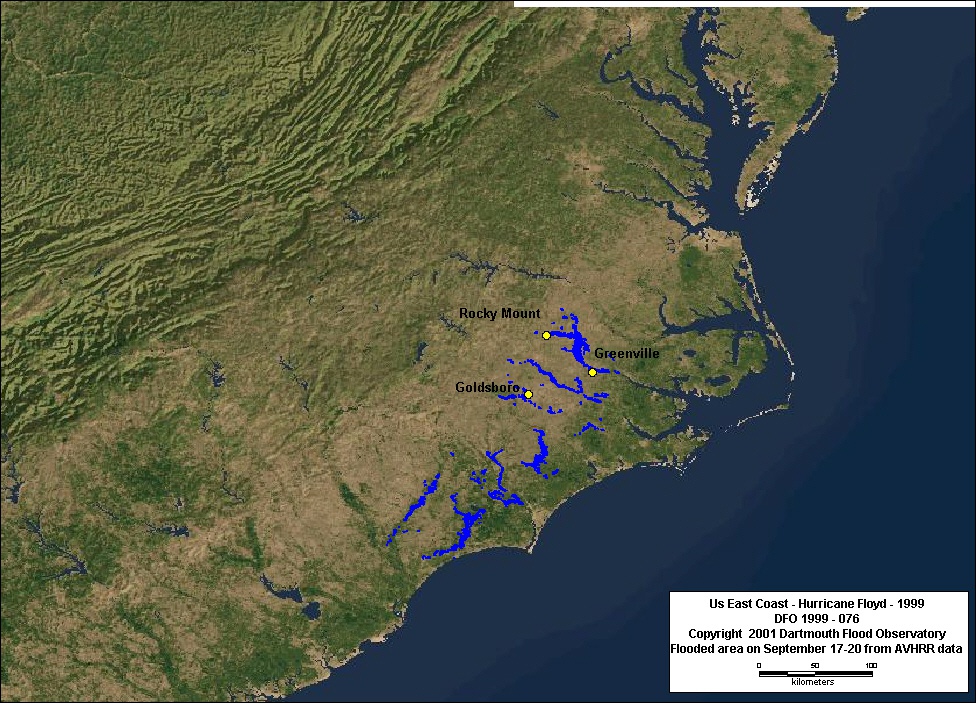 Rocky Mount
Greenville
Goldsboro
Us East Coast - Hurricane Floyd - 1999
DFO 1999 - 076
Copyright 2001 Dartmouth Flood Observatory
Flooded area on September 17-20 from AVHRR data
0 50 100
kilometers